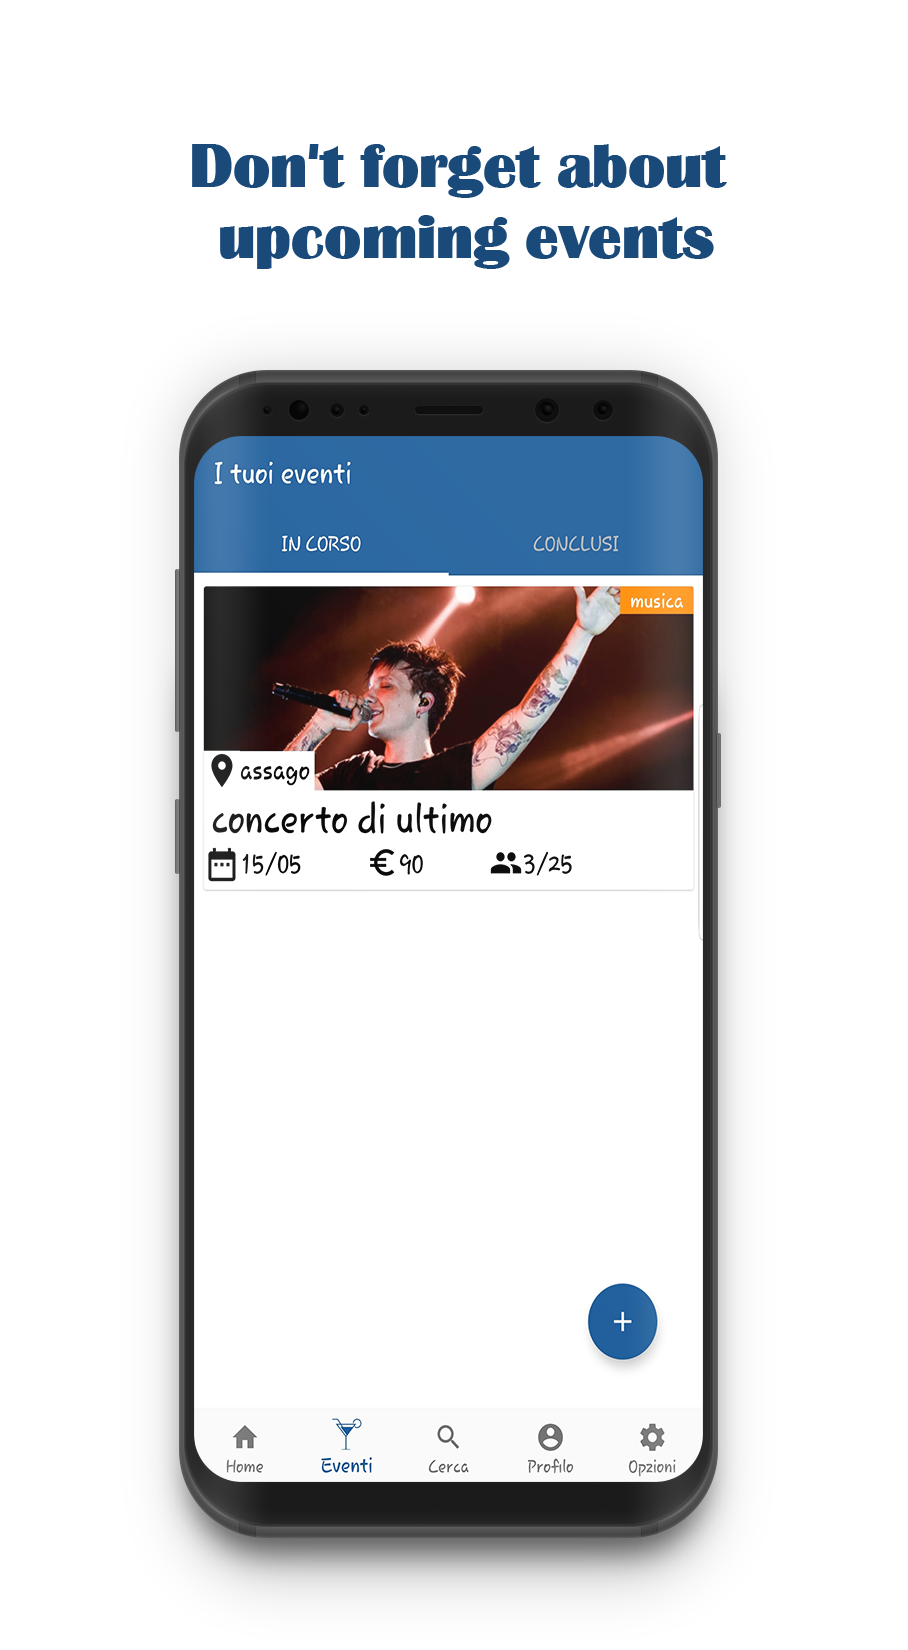 Don't forget about
upcoming events
I tuoi eventi
IN CORSO
CONCLUSI
musica
assago
concerto di ultimo
15/05
€90
3/25
+
Home
Eventi
Cerca
Profilo
Opzioni